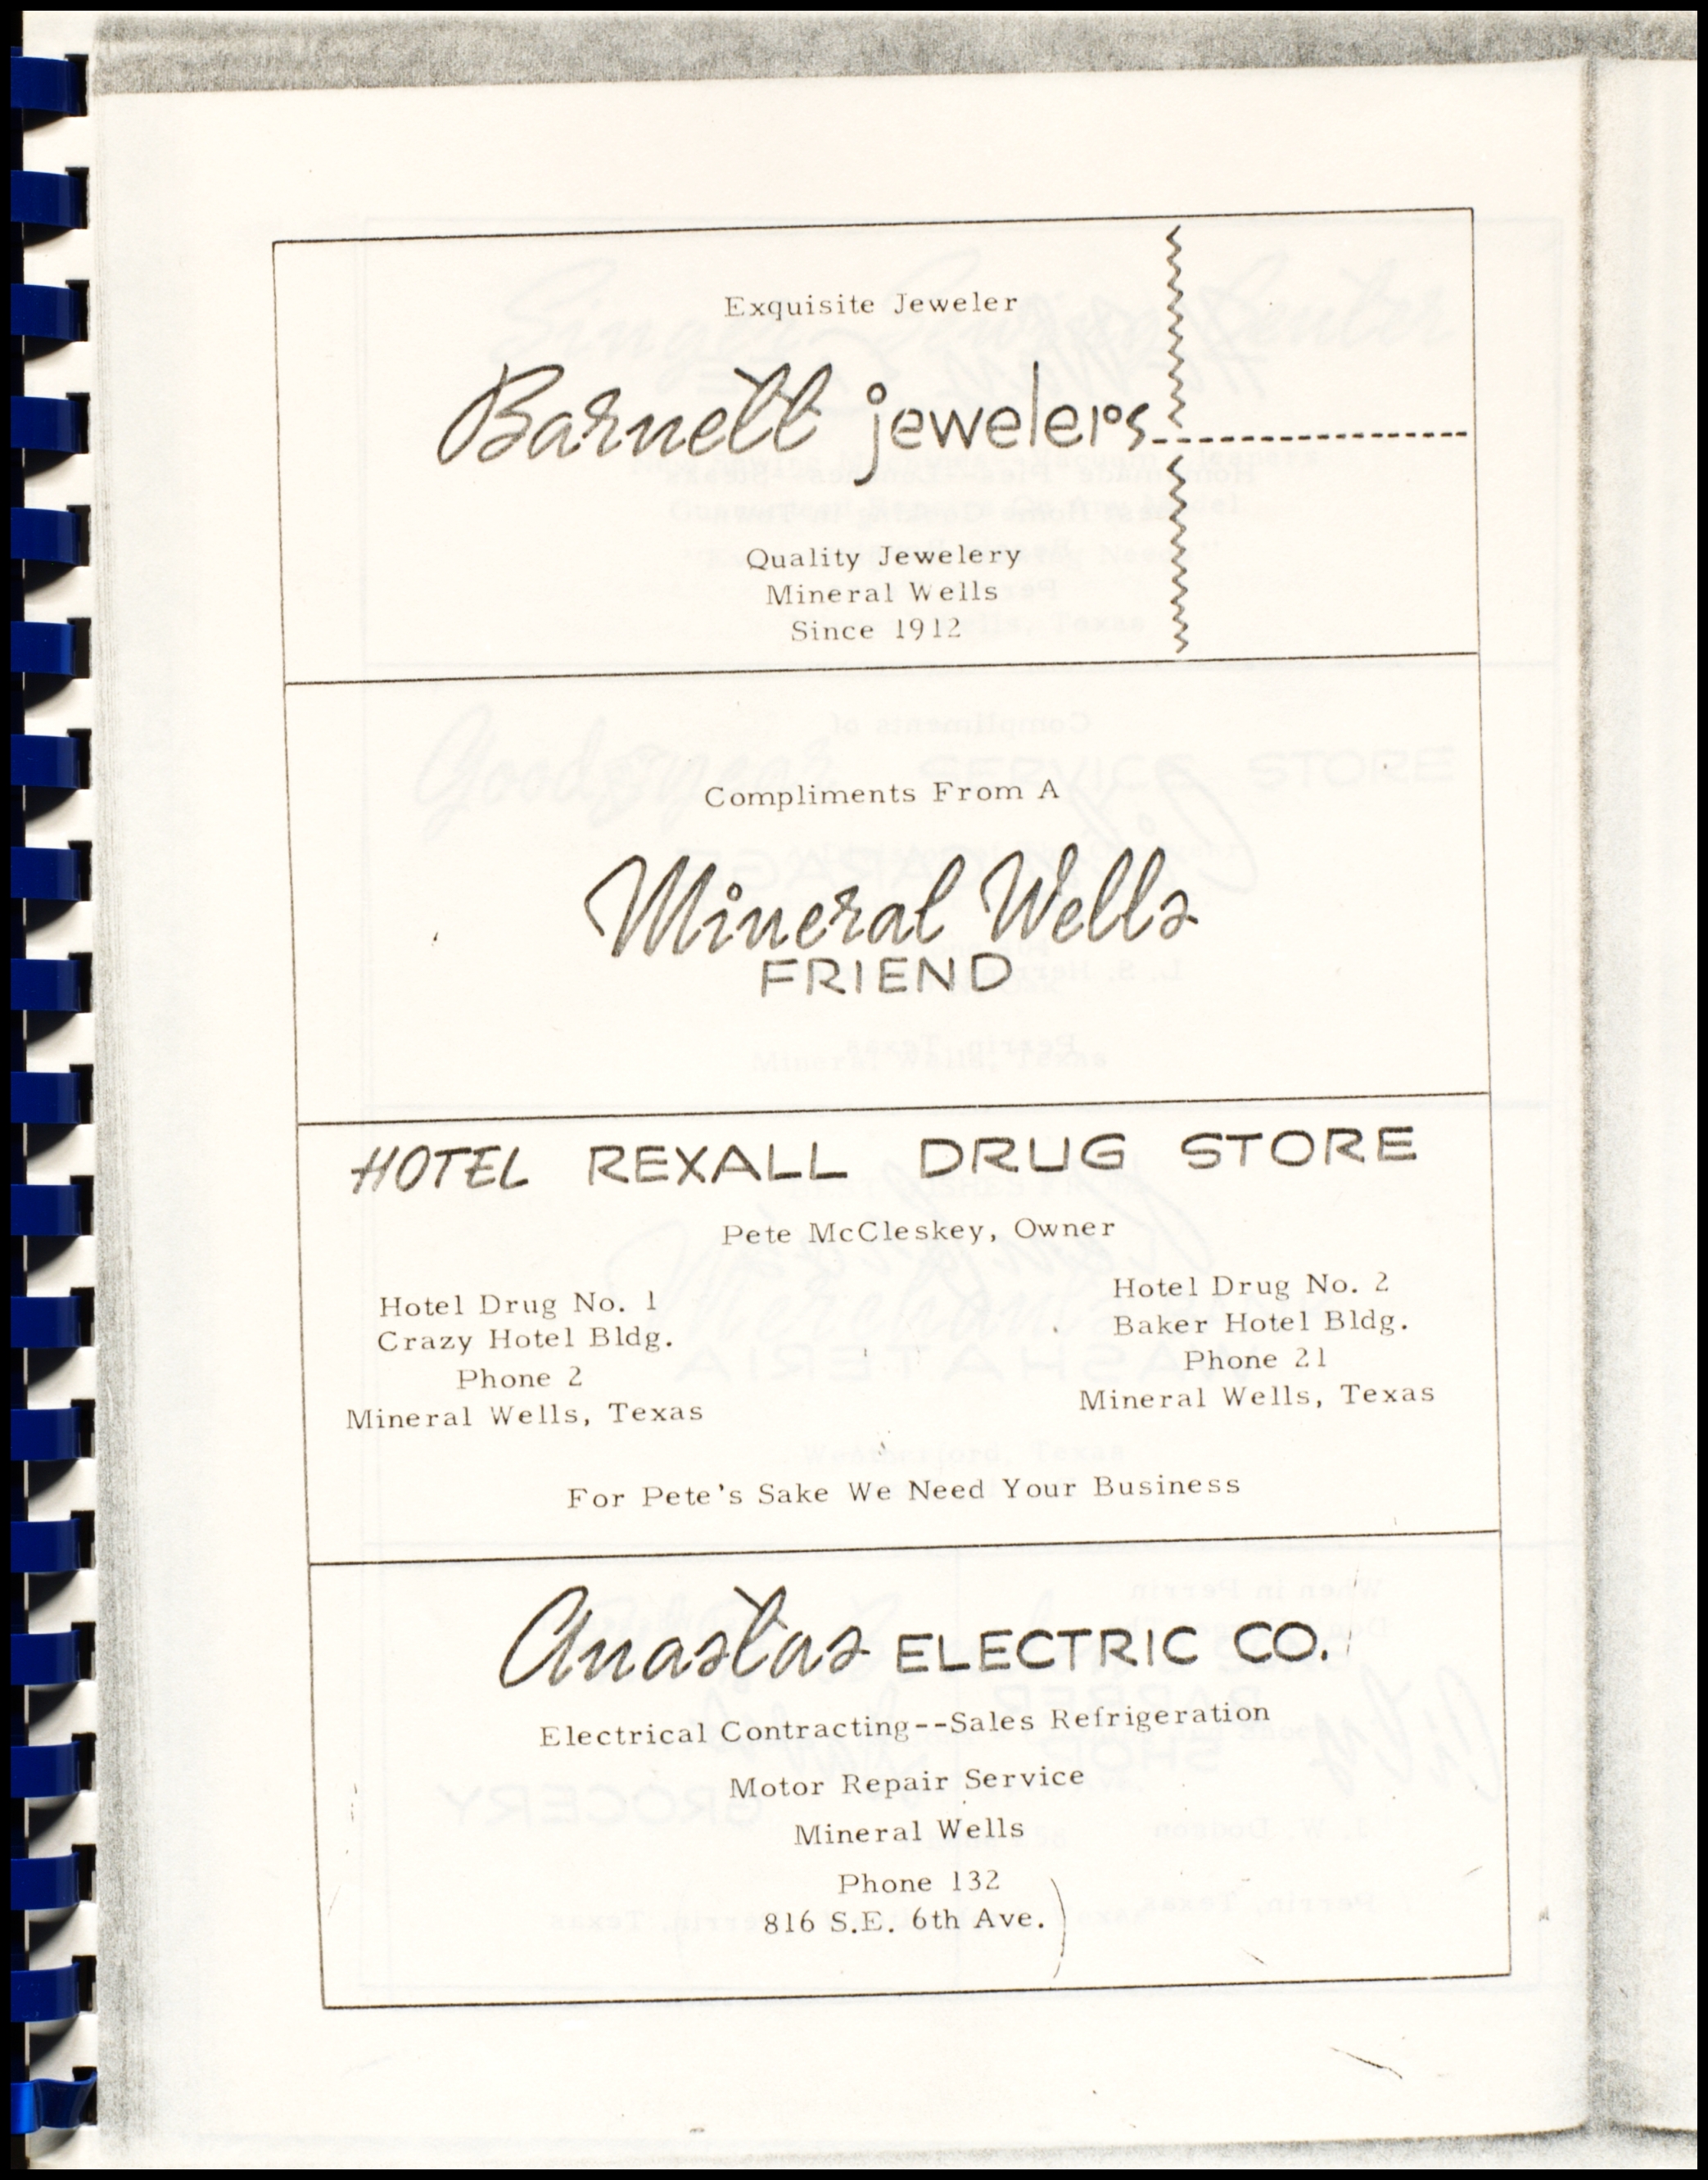 Exquisite Jeweler
Barnett jewelers
Quality Jewelery
Mineral Wells
Since 1912
Compliments From A
Mineral Wells
FRIEND
HOTEL REXALL DRUG STORE
Pete McCleskey, Owner
Hotel Drug No. 1
Crazy Hotel Bldg.
Phone 2
Mineral Wells, Texas
Hotel Drug No. 2
Baker Hotel Bldg.
Phone 21
Mineral Wells, Texas
For Pete's Sake We Need Your Business
Anastas ELECTRIC CO.
Electrical Contracting--Sales Refrigeration
Motor Repair Service
Mineral Wells
Phone 132
816 S.E. 6th Ave.